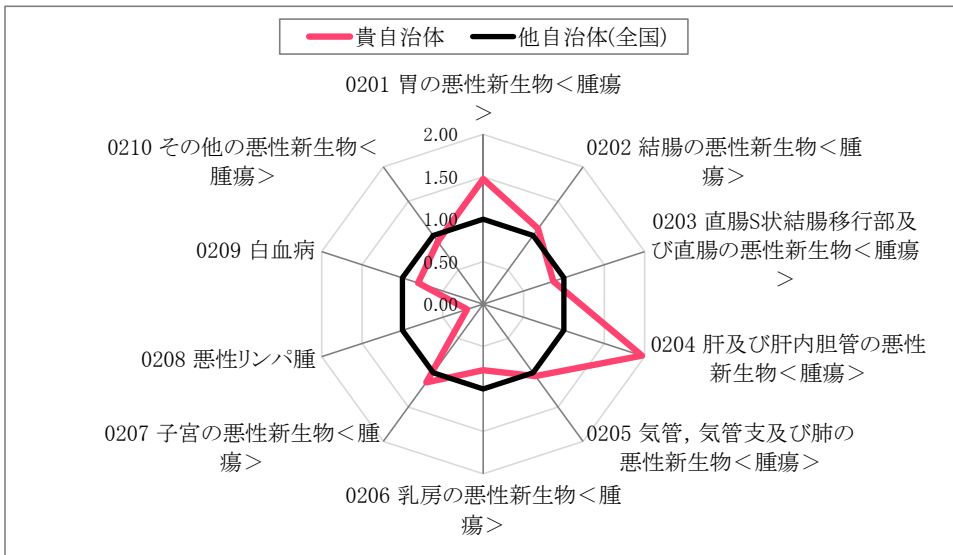 貴自治体 他自治体(全国)
0201 胃の悪性新生物＜腫瘍
＞
0202 結腸の悪性新生物＜腫
瘍＞
0203 直腸S状結腸移行部及
び直腸の悪性新生物＜腫瘍
＞
0204 肝及び肝内胆管の悪性
新生物＜腫瘍＞
0205 気管，気管支及び肺の
悪性新生物＜腫瘍＞
0206 乳房の悪性新生物＜腫
瘍＞
0207 子宮の悪性新生物＜腫
瘍＞
0208 悪性リンパ腫
0209 白血病
0210 その他の悪性新生物＜
腫瘍＞
2.00
1.50
1.00
0.50
0.00